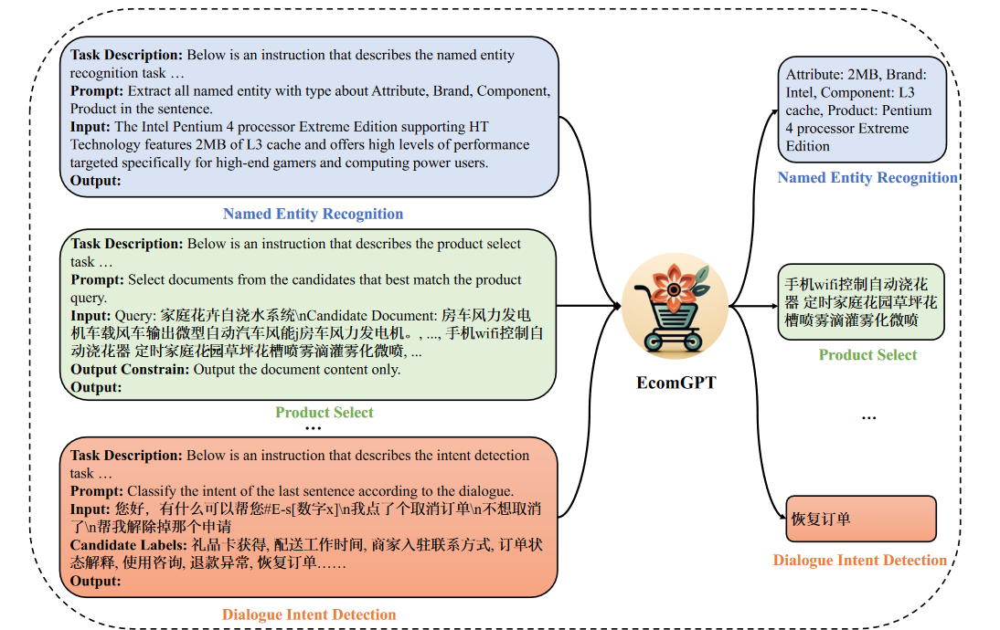 Task Description: Below is an instruction that describes the named entity
recognition task …
Prompt: Extract all named entity with type about Attribute, Brand, Component,
Product in the sentence.
Input: The Intel Pentium 4 processor Extreme Edition supporting HT
Technology features 2MB of L3 cache and offers high levels of performance
targeted specifically for high-end gamers and computing power users.
Output:
Named Entity Recognition
Task Description: Below is an instruction that describes the product select
task …
Prompt: Select documents from the candidates that best match the product
query.
Input: Query: 家庭花卉自浇水系统\nCandidate Document: 房车风力发电
机车载风车输出微型自动汽车风能j房车风力发电机。, ..., 手机wifi控制自
动浇花器 定时家庭花园草坪花槽喷雾滴灌雾化微喷, ...
Output Constrain: Output the document content only.
Output:
Product Select
...
Task Description: Below is an instruction that describes the intent detection
task …
Prompt: Classify the intent of the last sentence according to the dialogue.
Input: 您好，有什么可以帮您#E-s[数字x]\n我点了个取消订单\n不想取消
了\n帮我解除掉那个申请
Candidate Labels: 礼品卡获得, 配送工作时间, 商家入驻联系方式, 订单状
态解释, 使用咨询, 退款异常, 恢复订单……
Output:
Dialogue Intent Detection
EcomGPT
Attribute: 2MB, Brand:
Intel, Component: L3
cache, Product: Pentium
4 processor Extreme
Edition
Named Entity Recognition
手机wifi控制自动浇花
器 定时家庭花园草坪花
槽喷雾滴灌雾化微喷
Product Select
...
恢复订单
Dialogue Intent Detection